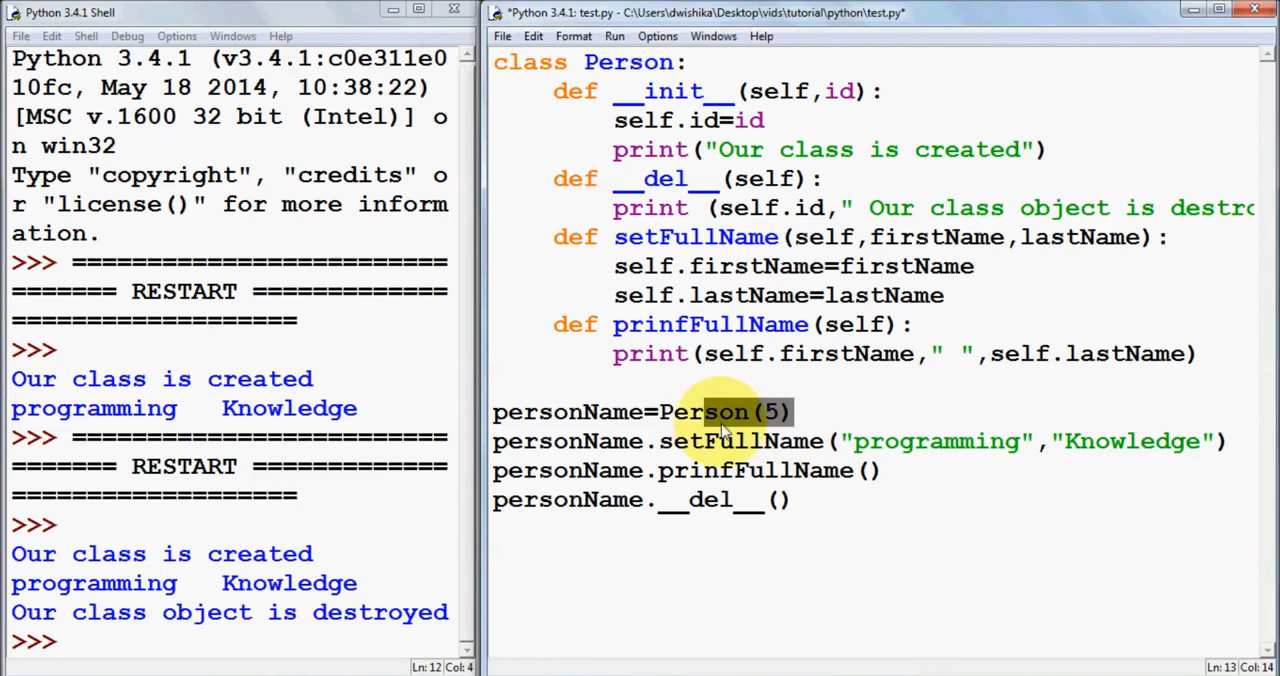 Python 3.4.1 Shell
File Edit Shell Debug Options Windows Help
Python 3.4.1 (v3.4.1:c0e311e0
10fc, May 18 2014, 10:38:22)
[MSC v.1600 32 bit (Intel)] o
n win32
Type "copyright", "credits" o
r "license()" for more inform
ation.
>>> =========================
======= RESTART =============
===================
>>>
Our class is created
programming   Knowledge
>>> =========================
======= RESTART =============
===================
>>>
Our class is created
programming   Knowledge
Our class object is destroyed
>>>
Ln: 12 Col: 4
*Python 3.4.1: test.py - C:\Users\dwishika\Desktop\vids\tutorial\python\test.py*
File Edit Format Run Options Windows Help
class Person:
    def __init__(self,id):
        self.id=id
        print("Our class is created")
    def __del__(self):
        print (self.id," Our class object is destro
    def setFullName(self,firstName,lastName):
        self.firstName=firstName
        self.lastName=lastName
    def prinfFullName(self):
        print(self.firstName," ",self.lastName)
personName=Person(5)
personName.setFullName("programming","Knowledge")
personName.prinfFullName()
personName.__del__()
Ln: 13 Col: 14